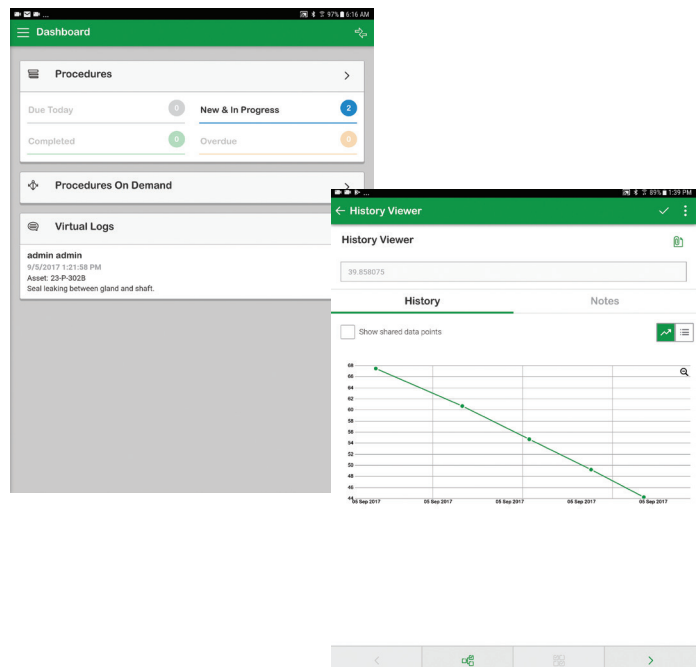 97% 6:16 AM
Dashboard
Procedures
Due Today 0 New & In Progress 2
Completed 0 Overdue 0
Procedures On Demand
Virtual Logs
admin admin
9/5/2017 1:21:58 PM
Asset: 23-P-302B
Seal leaking between gland and shaft.
89% 1:39 PM
History Viewer
History Viewer
39.858075
History Notes
Show shared data points
68
66
64
62
60
58
56
54
52
50
48
46
44
05 Sep 2017 05 Sep 2017 05 Sep 2017 05 Sep 2017 05 Sep 2017